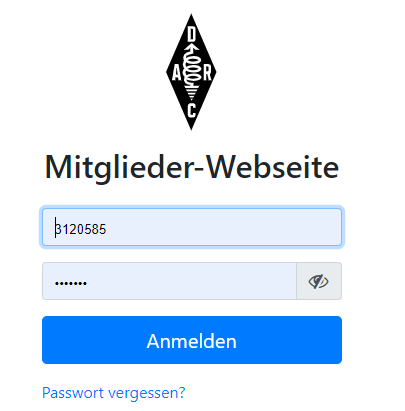 D
A R
C
Mitglieder-Webseite
3120585
•••••••
Anmelden
Passwort vergessen?